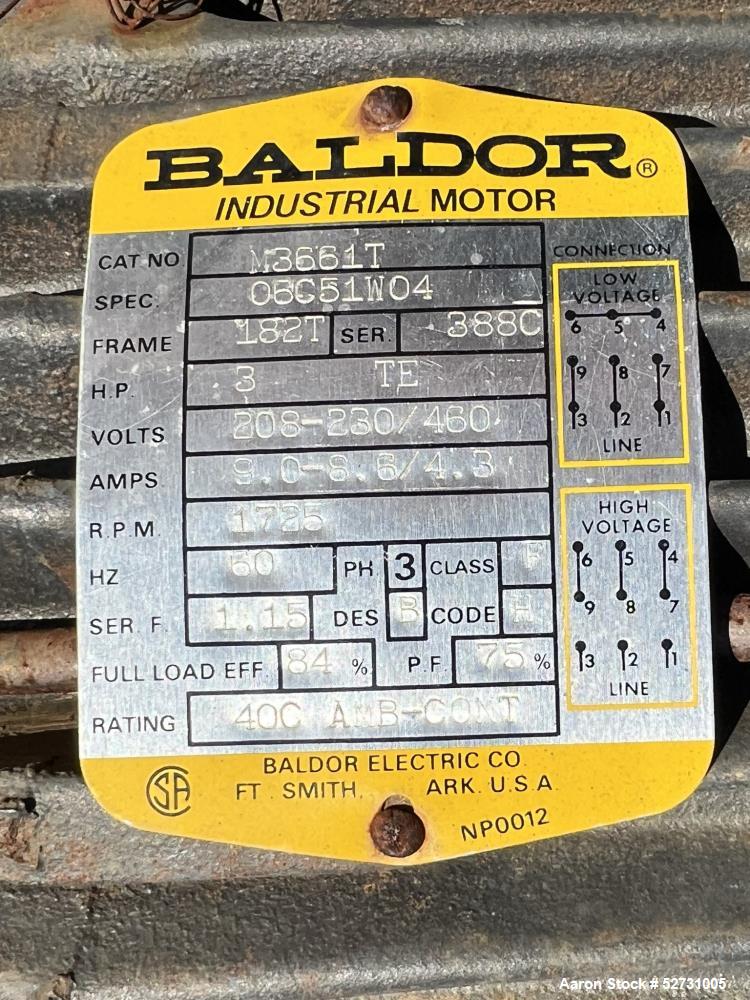 BALDOR®
INDUSTRIAL MOTOR
CAT NO M3661T
SPEC. 06C51W04
FRAME 182T SER. 388C
H.P. 3 TE
VOLTS 208-230/460
AMPS 9.0-8.6/4.3
R.P.M. 1725
HZ 60 PH 3 CLASS F
SER. F. 1.15 DES B CODE H
FULL LOAD EFF. 84 % P.F. 75 %
RATING 40C AMB-CONT
CONNECTION
LOW
VOLTAGE
6 5 4
9 8 7
3 2 1
LINE
HIGH
VOLTAGE
6 5 4
9 8 7
3 2 1
LINE
BALDOR ELECTRIC CO.
FT. SMITH, ARK. U.S.A.
NP0012
SA
Aaron Stock # 52731005